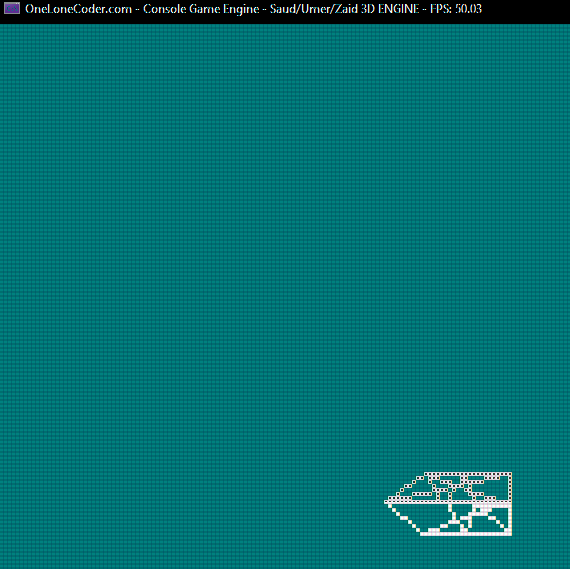 OneLoneCoder.com - Console Game Engine - Saud/Umer/Zaid 3D ENGINE - FPS: 50.03